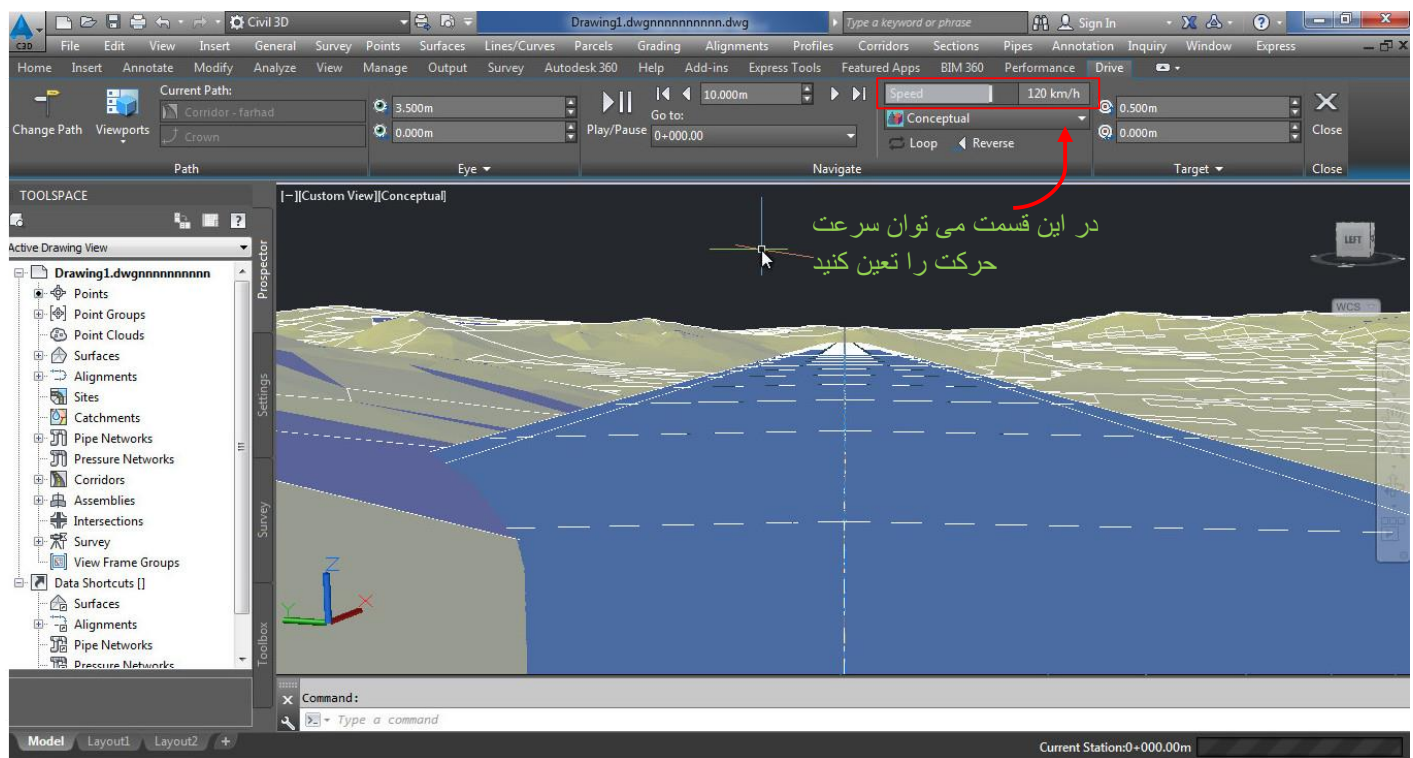 Civil 3D
Drawing1.dwgnnnnnnnnnn.dwg
Type a keyword or phrase
Sign In
C3D
File Edit View Insert General Survey Points Surfaces Lines/Curves Parcels Grading Alignments Profiles Corridors Sections Pipes Annotation Inquiry Window Express
Home Insert Annotate Modify Analyze View Manage Output Survey Autodesk 360 Help Add-ins Express Tools Featured Apps BIM 360 Performance Drive
Change Path
Viewports
Current Path:
Corridor - farhad
Crown
Path
3.500m
0.000m
Eye
Play/Pause
10.000m
Go to:
0+000.00
Speed 120 km/h
Conceptual
Loop Reverse
Navigate
0.500m
0.000m
Target
Close
Close
TOOLSPACE
Active Drawing View
Drawing1.dwgnnnnnnnnnn
Points
Point Groups
Point Clouds
Surfaces
Alignments
Sites
Catchments
Pipe Networks
Pressure Networks
Corridors
Assemblies
Intersections
Survey
View Frame Groups
Data Shortcuts []
Surfaces
Alignments
Pipe Networks
Pressure Networks
Prospector
Settings
Survey
Toolbox
[−][Custom View][Conceptual]
در این قسمت می توان سرعت
حرکت را تعین کنید
LEFT
WCS
Z
X
Y
Command:
Type a command
Model Layout1 Layout2 +
Current Station:0+000.00m